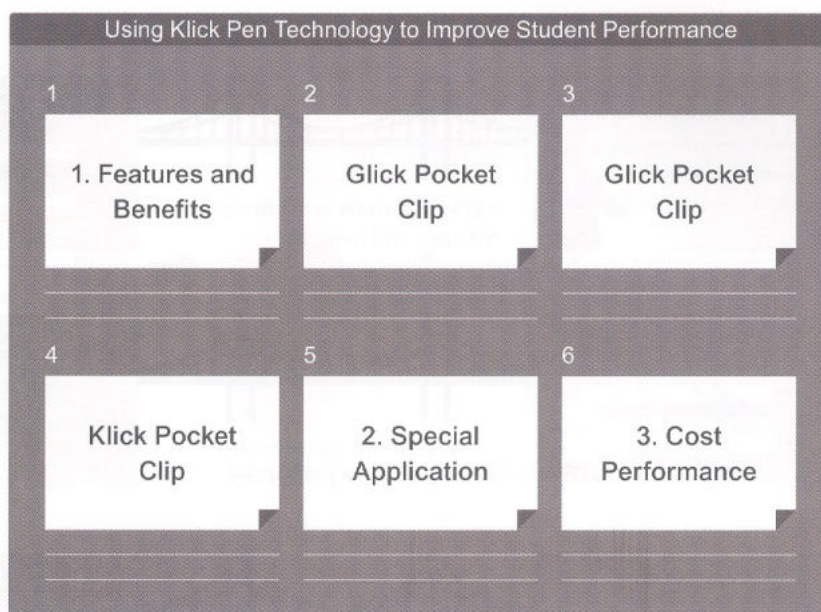 Using Klick Pen Technology to Improve Student Performance
1
2
3
1. Features and
Benefits
Glick Pocket
Clip
Glick Pocket
Clip
4
5
6
Klick Pocket
Clip
2. Special
Application
3. Cost
Performance